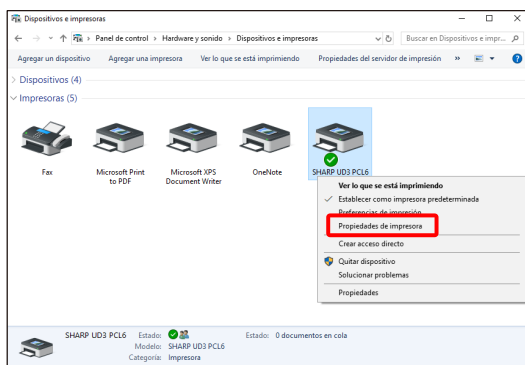 Dispositivos e impresoras
Panel de control > Hardware y sonido > Dispositivos e impresoras
Buscar en Dispositivos e impr...
Agregar un dispositivo Agregar una impresora Ver lo que se está imprimiendo Propiedades del servidor de impresión »
Dispositivos (4)
Impresoras (5)
Fax
Microsoft Print
to PDF
Microsoft XPS
Document Writer
OneNote
SHARP UD3 PCL6
Ver lo que se está imprimiendo
Establecer como impresora predeterminada
Preferencias de impresión
Propiedades de impresora
Crear acceso directo
Quitar dispositivo
Solucionar problemas
Propiedades
SHARP UD3 PCL6 Estado: Estado: 0 documentos en cola
Modelo: SHARP UD3 PCL6
Categoría: Impresora